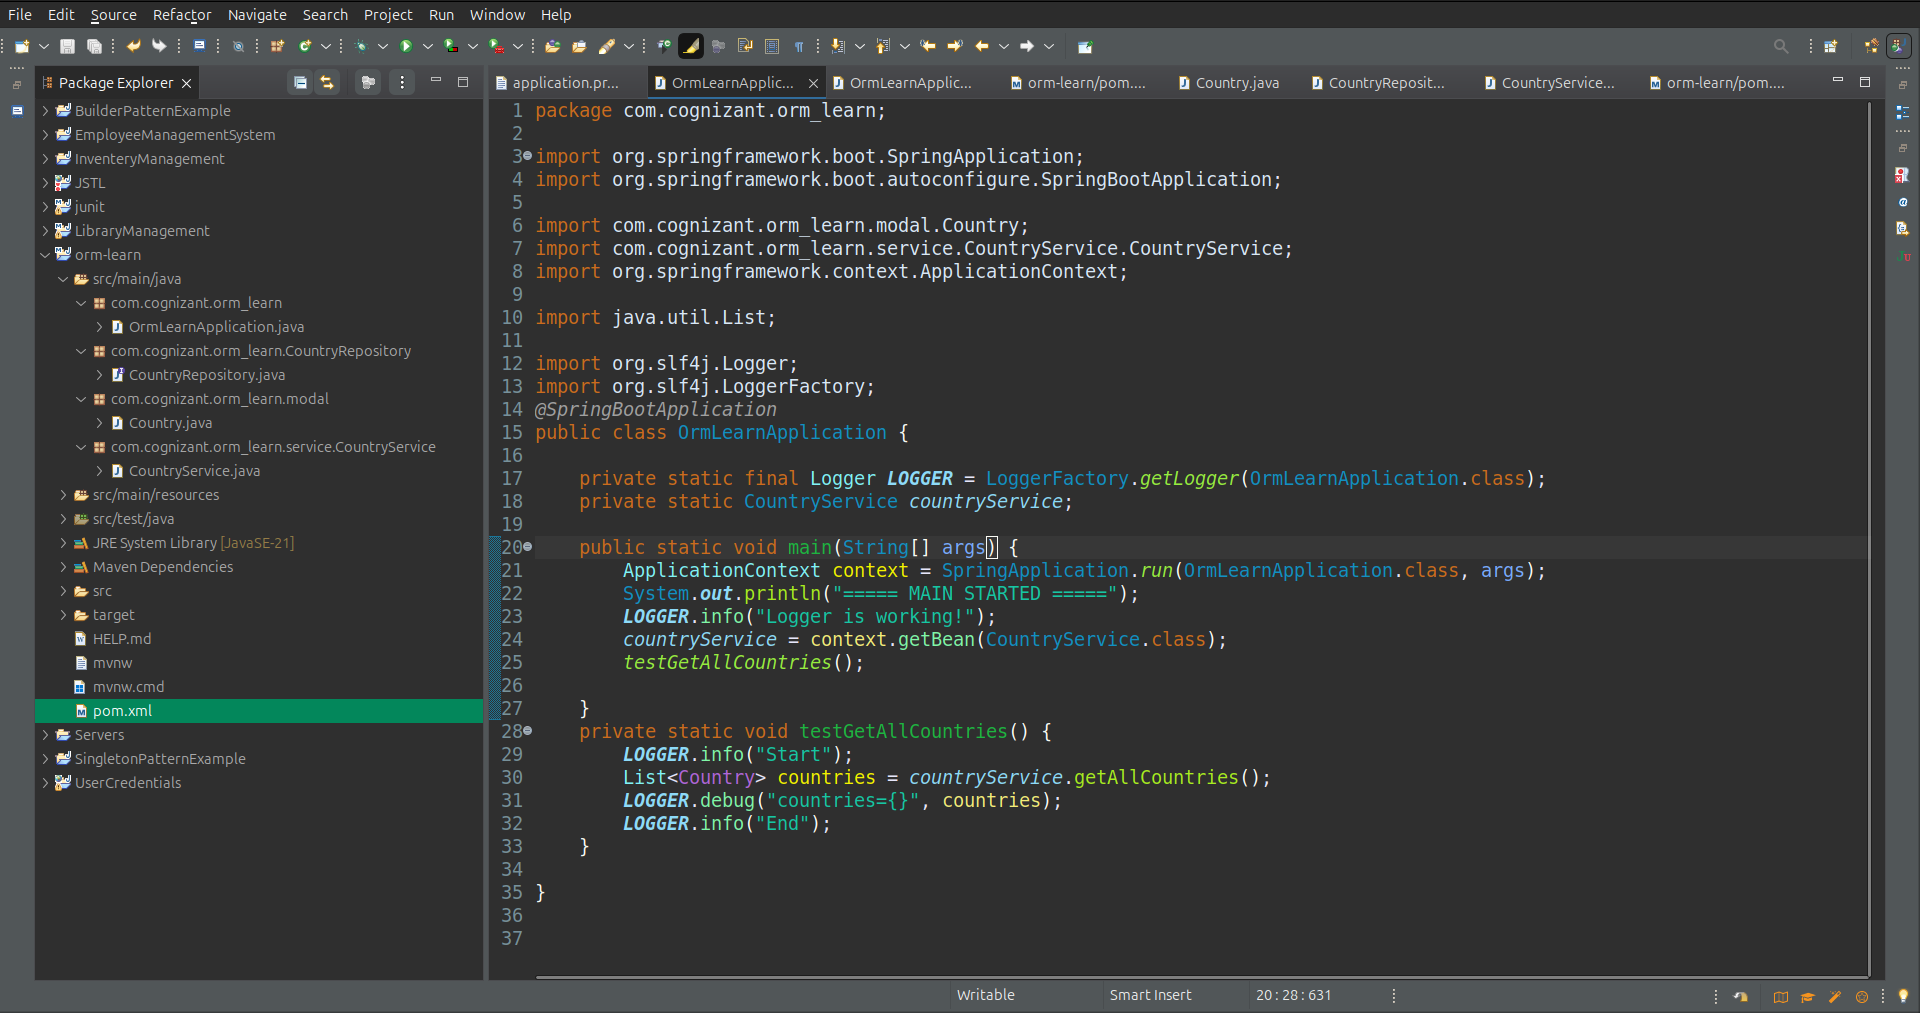 File Edit Source Refactor Navigate Search Project Run Window Help
Package Explorer
application.pr...
OrmLearnApplic...
OrmLearnApplic...
orm-learn/pom....
Country.java
CountryReposit...
CountryService...
orm-learn/pom....
BuilderPatternExample
EmployeeManagementSystem
InventeryManagement
JSTL
junit
LibraryManagement
orm-learn
src/main/java
com.cognizant.orm_learn
OrmLearnApplication.java
com.cognizant.orm_learn.CountryRepository
CountryRepository.java
com.cognizant.orm_learn.modal
Country.java
com.cognizant.orm_learn.service.CountryService
CountryService.java
src/main/resources
src/test/java
JRE System Library [JavaSE-21]
Maven Dependencies
src
target
HELP.md
mvnw
mvnw.cmd
pom.xml
Servers
SingletonPatternExample
UserCredentials
1 package com.cognizant.orm_learn;
2
3 import org.springframework.boot.SpringApplication;
4 import org.springframework.boot.autoconfigure.SpringBootApplication;
5
6 import com.cognizant.orm_learn.modal.Country;
7 import com.cognizant.orm_learn.service.CountryService.CountryService;
8 import org.springframework.context.ApplicationContext;
9
10 import java.util.List;
11
12 import org.slf4j.Logger;
13 import org.slf4j.LoggerFactory;
14 @SpringBootApplication
15 public class OrmLearnApplication {
16
17     private static final Logger LOGGER = LoggerFactory.getLogger(OrmLearnApplication.class);
18     private static CountryService countryService;
19
20     public static void main(String[] args) {
21         ApplicationContext context = SpringApplication.run(OrmLearnApplication.class, args);
22         System.out.println("===== MAIN STARTED =====");
23         LOGGER.info("Logger is working!");
24         countryService = context.getBean(CountryService.class);
25         testGetAllCountries();
26
27     }
28     private static void testGetAllCountries() {
29         LOGGER.info("Start");
30         List<Country> countries = countryService.getAllCountries();
31         LOGGER.debug("countries={}", countries);
32         LOGGER.info("End");
33     }
34
35 }
36
37
Writable
Smart Insert
20 : 28 : 631